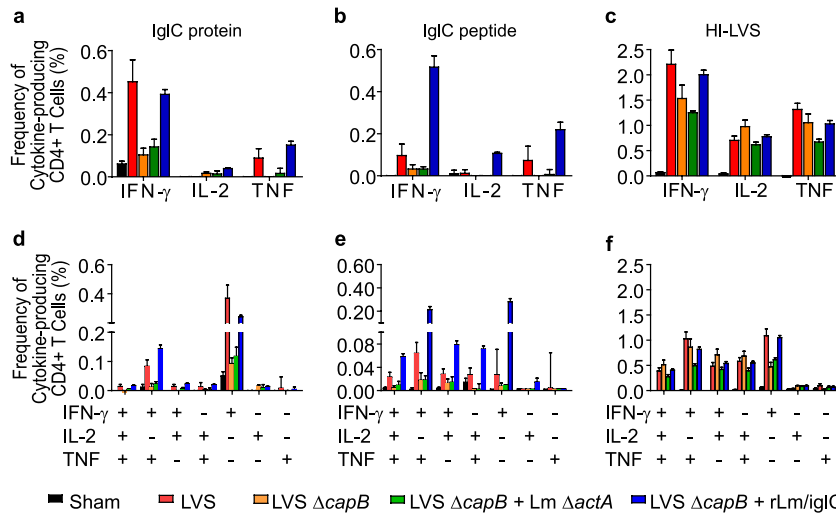 a b c
IglC protein IglC peptide HI-LVS
Frequency of
Cytokine-producing
CD4+ T Cells (%)
0.6 0.6 2.5
2.0
0.4 0.4 1.5
0.2 0.2 1.0
0.5
0.0 0.0 0.0
IFN-γ IL-2 TNF IFN-γ IL-2 TNF IFN-γ IL-2 TNF
d e f
Frequency of
Cytokine-producing
CD4+ T Cells (%)
0.6 0.60 2.5
0.4 0.40 2.0
0.2 0.20 1.5
0.1 0.08 1.0
0.04 0.5
0.0 0.00 0.0
IFN-γ + + + - + - - + + + - + - - + + + - + - -
IL-2 + - + + - + - + - + + - + - + - + + - + -
TNF + + - + - - + + + - + - - + + + - + - - +
Sham LVS LVS ΔcapB LVS ΔcapB + Lm ΔactA LVS ΔcapB + rLm/iglC